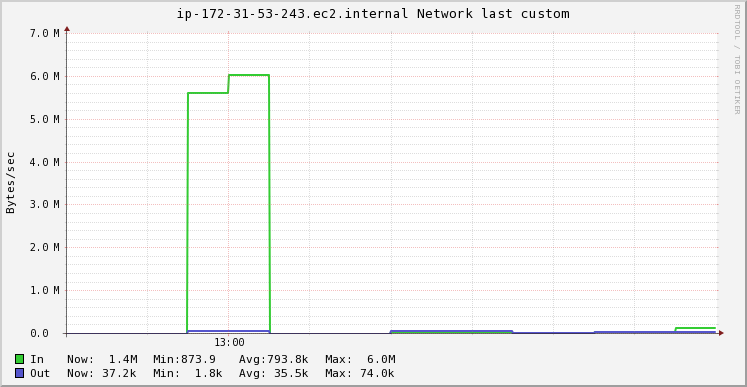 ip-172-31-53-243.ec2.internal Network last custom
RRDTOOL / TOBI OETIKER
Bytes/sec
7.0 M
6.0 M
5.0 M
4.0 M
3.0 M
2.0 M
1.0 M
0.0
13:00
In Now: 1.4M Min:873.9 Avg:793.8k Max: 6.0M
Out Now: 37.2k Min: 1.8k Avg: 35.5k Max: 74.0k